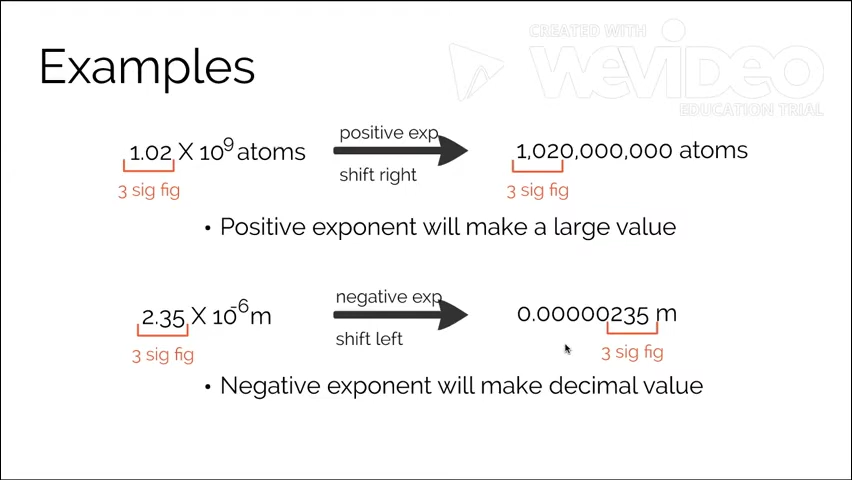 CREATED WITH
WeVideo
EDUCATION TRIAL
Examples
1.02 X 10⁹ atoms
positive exp
shift right
1,020,000,000 atoms
3 sig fig
3 sig fig
• Positive exponent will make a large value
2.35 X 10⁻⁶ m
negative exp
shift left
0.00000235 m
3 sig fig
3 sig fig
• Negative exponent will make decimal value